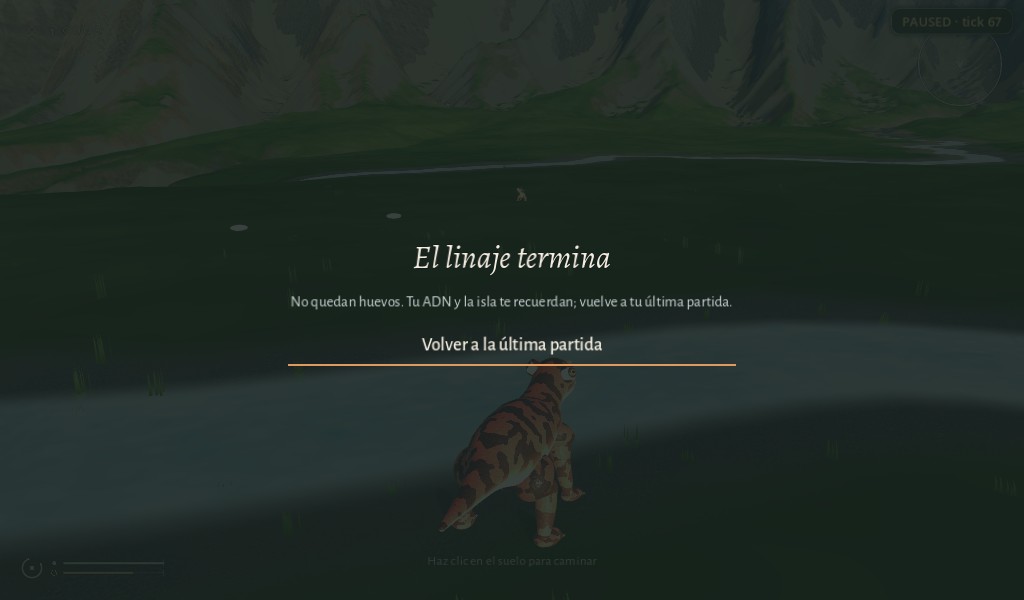 PAUSED · tick 67
El linaje termina
No quedan huevos. Tu ADN y la isla te recuerdan; vuelve a tu última partida.
Volver a la última partida
Haz clic en el suelo para caminar